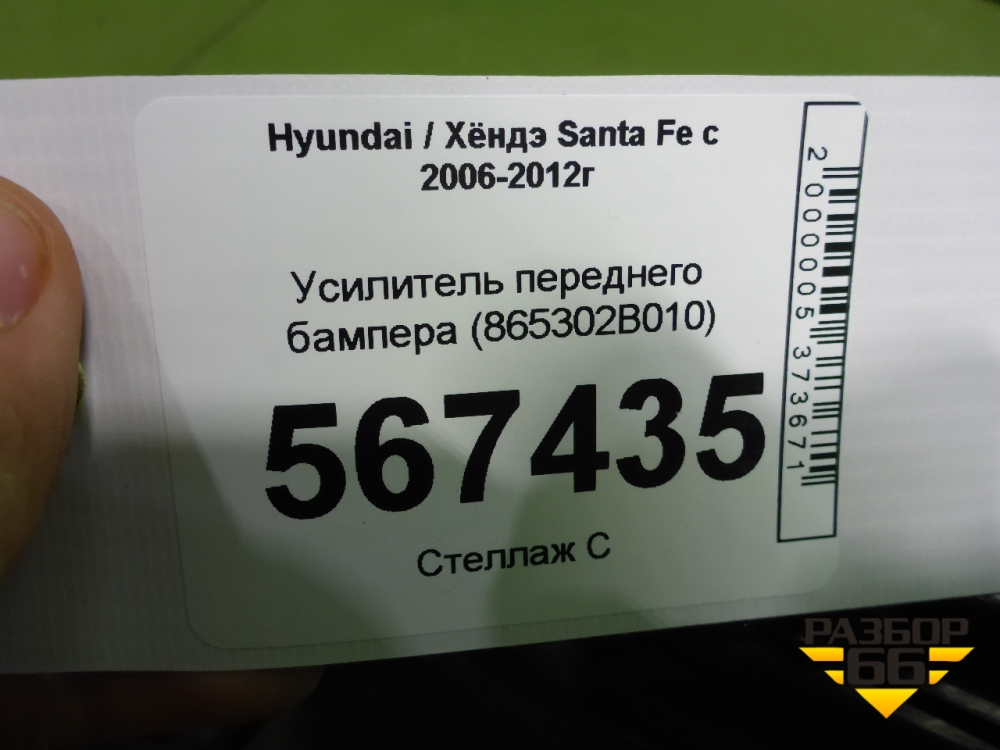 Hyundai / Хёндэ Santa Fe с
2006-2012г
Усилитель переднего
бампера (865302B010)
567435
Стеллаж С
2000005373671
РАЗБОР
66